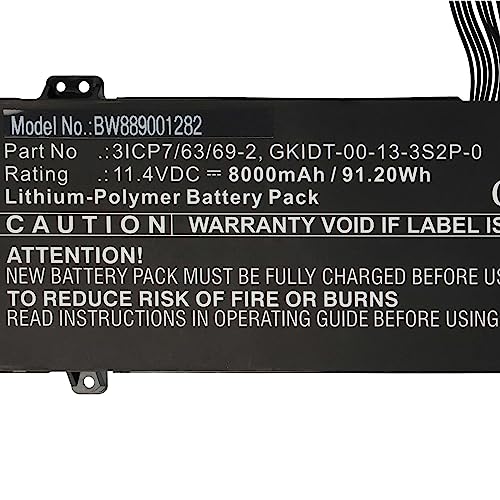 Model No.:BW889001282
Part No :3ICP7/63/69-2, GKIDT-00-13-3S2P-0
Rating :11.4VDC ⎓ 8000mAh / 91.20Wh
Lithium-Polymer Battery Pack
CAUTION WARRANTY VOID IF LABEL IS
ATTENTION!
NEW BATTERY PACK MUST BE FULLY CHARGED BEFORE US
TO REDUCE RISK OF FIRE OR BURNS
READ INSTRUCTIONS IN OPERATING GUIDE BEFORE USING